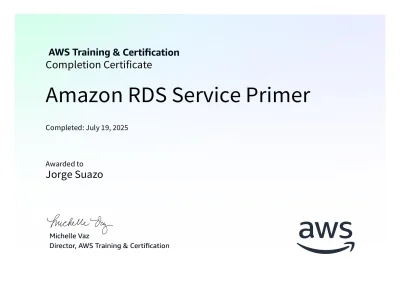 AWS Training & Certification
Completion Certificate
Amazon RDS Service Primer
Completed: July 19, 2025
Awarded to
Jorge Suazo
Michelle Vaz
Michelle Vaz
Director, AWS Training & Certification
aws